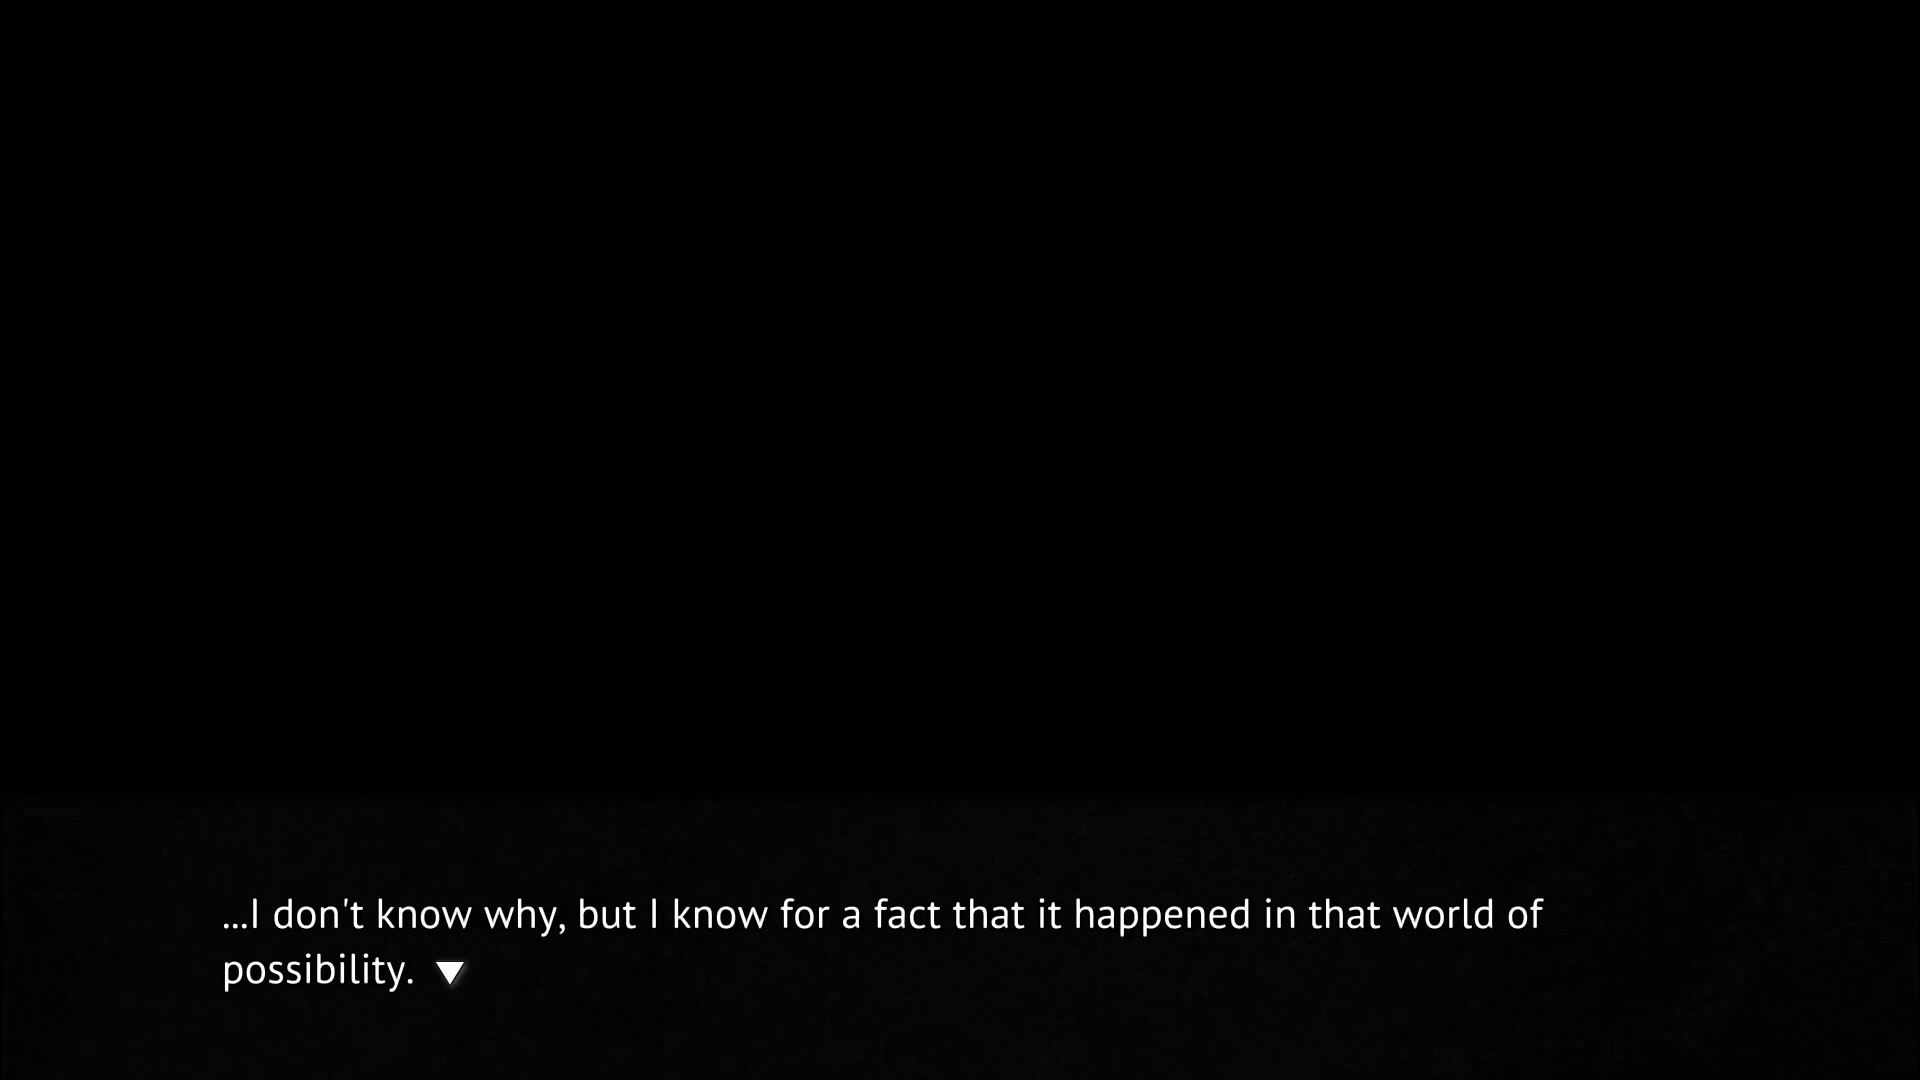 ...I don't know why, but I know for a fact that it happened in that world of
possibility.